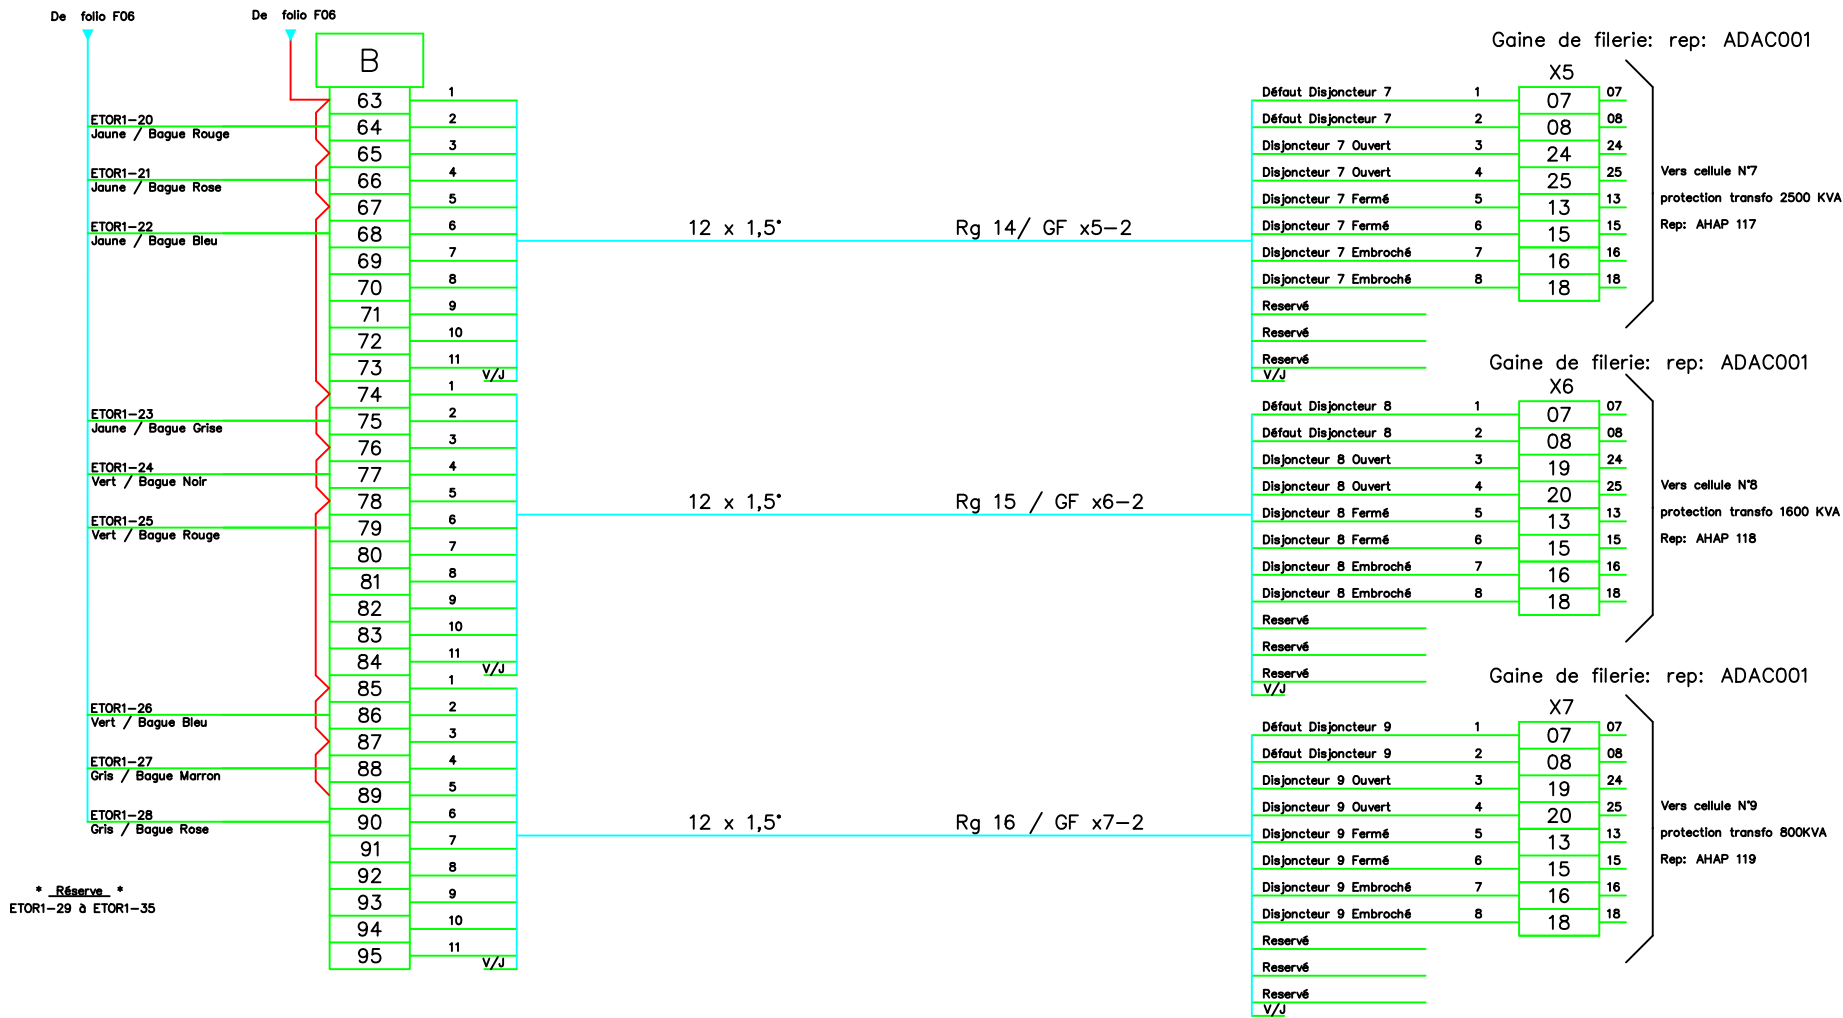 De folio F06
De folio F06
B
63
64
65
66
67
68
69
70
71
72
73
74
75
76
77
78
79
80
81
82
83
84
85
86
87
88
89
90
91
92
93
94
95
ETOR1-20
Jaune / Bague Rouge
ETOR1-21
Jaune / Bague Rose
ETOR1-22
Jaune / Bague Bleu
ETOR1-23
Jaune / Bague Grise
ETOR1-24
Vert / Bague Noir
ETOR1-25
Vert / Bague Rouge
ETOR1-26
Vert / Bague Bleu
ETOR1-27
Gris / Bague Marron
ETOR1-28
Gris / Bague Rose
* Réserve *
ETOR1-29 à ETOR1-35
1
2
3
4
5
6
7
8
9
10
11
V/J
1
2
3
4
5
6
7
8
9
10
11
V/J
1
2
3
4
5
6
7
8
9
10
11
V/J
12 x 1,5° Rg 14/ GF x5-2
12 x 1,5° Rg 15 / GF x6-2
12 x 1,5° Rg 16 / GF x7-2
Gaine de filerie: rep: ADAC001
X5
Défaut Disjoncteur 7 1 07 07
Défaut Disjoncteur 7 2 08 08
Disjoncteur 7 Ouvert 3 24 24
Disjoncteur 7 Ouvert 4 25 25
Disjoncteur 7 Fermé 5 13 13
Disjoncteur 7 Fermé 6 15 15
Disjoncteur 7 Embroché 7 16 16
Disjoncteur 7 Embroché 8 18 18
Reservé
Reservé
Reservé
V/J
Vers cellule N°7
protection transfo 2500 KVA
Rep: AHAP 117
Gaine de filerie: rep: ADAC001
X6
Défaut Disjoncteur 8 1 07 07
Défaut Disjoncteur 8 2 08 08
Disjoncteur 8 Ouvert 3 19 24
Disjoncteur 8 Ouvert 4 20 25
Disjoncteur 8 Fermé 5 13 13
Disjoncteur 8 Fermé 6 15 15
Disjoncteur 8 Embroché 7 16 16
Disjoncteur 8 Embroché 8 18 18
Reservé
Reservé
Reservé
V/J
Vers cellule N°8
protection transfo 1600 KVA
Rep: AHAP 118
Gaine de filerie: rep: ADAC001
X7
Défaut Disjoncteur 9 1 07 07
Défaut Disjoncteur 9 2 08 08
Disjoncteur 9 Ouvert 3 19 24
Disjoncteur 9 Ouvert 4 20 25
Disjoncteur 9 Fermé 5 13 13
Disjoncteur 9 Fermé 6 15 15
Disjoncteur 9 Embroché 7 16 16
Disjoncteur 9 Embroché 8 18 18
Reservé
Reservé
Reservé
V/J
Vers cellule N°9
protection transfo 800KVA
Rep: AHAP 119